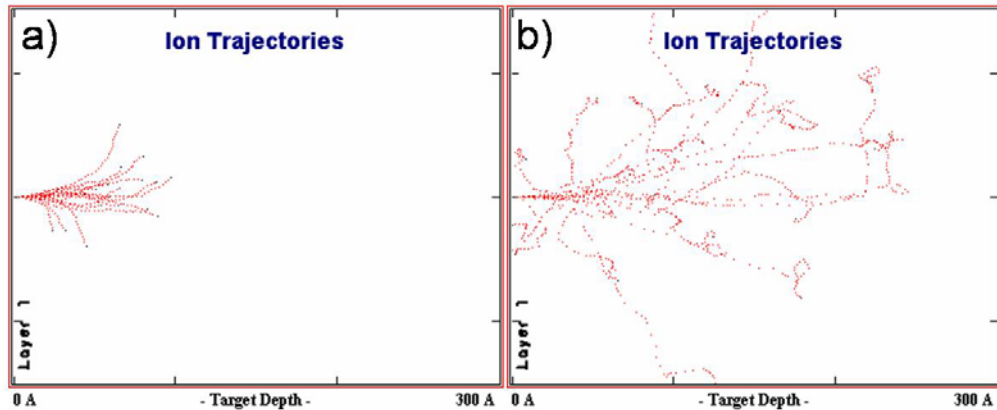 a)
Ion Trajectories
Layer 1
0 A
- Target Depth -
300 A
b)
Ion Trajectories
Layer 1
0 A
- Target Depth -
300 A